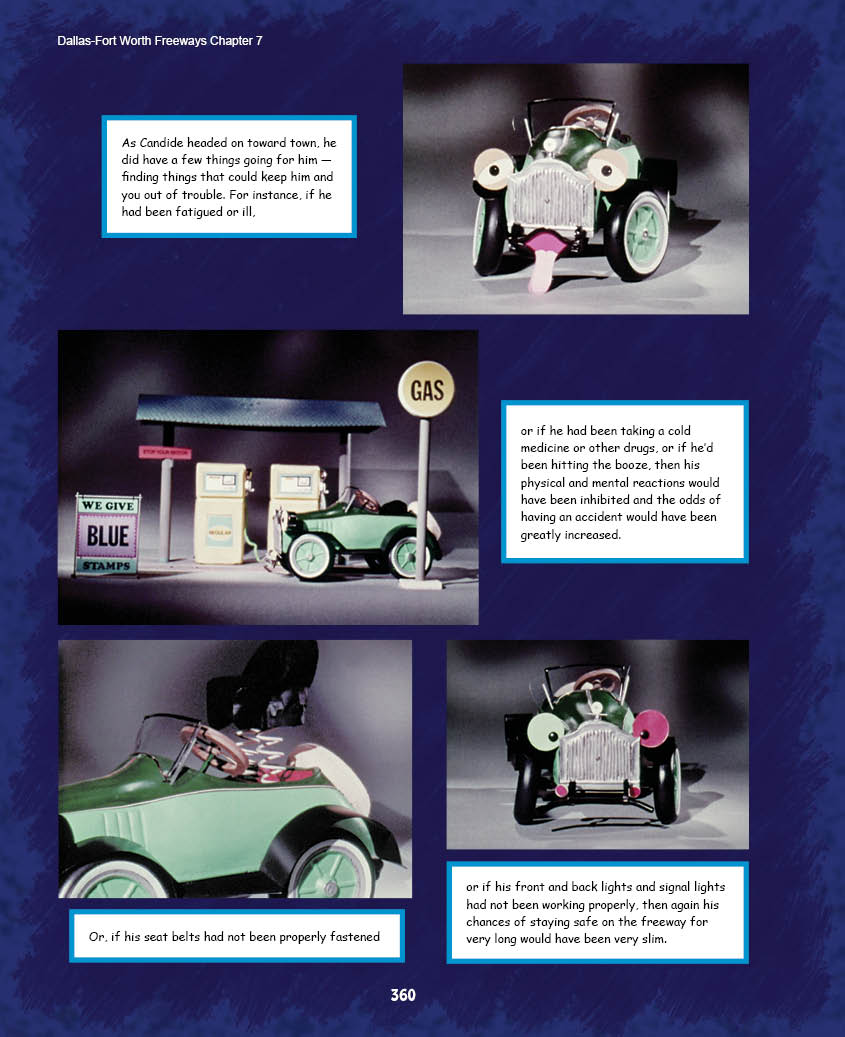 Dallas-Fort Worth Freeways Chapter 7
As Candide headed on toward town, he
did have a few things going for him —
finding things that could keep him and
you out of trouble. For instance, if he
had been fatigued or ill,
GAS
STOP YOUR MOTOR
REGULAR
WE GIVE
BLUE
STAMPS
or if he had been taking a cold
medicine or other drugs, or if he'd
been hitting the booze, then his
physical and mental reactions would
have been inhibited and the odds of
having an accident would have been
greatly increased.
Or, if his seat belts had not been properly fastened
or if his front and back lights and signal lights
had not been working properly, then again his
chances of staying safe on the freeway for
very long would have been very slim.
360